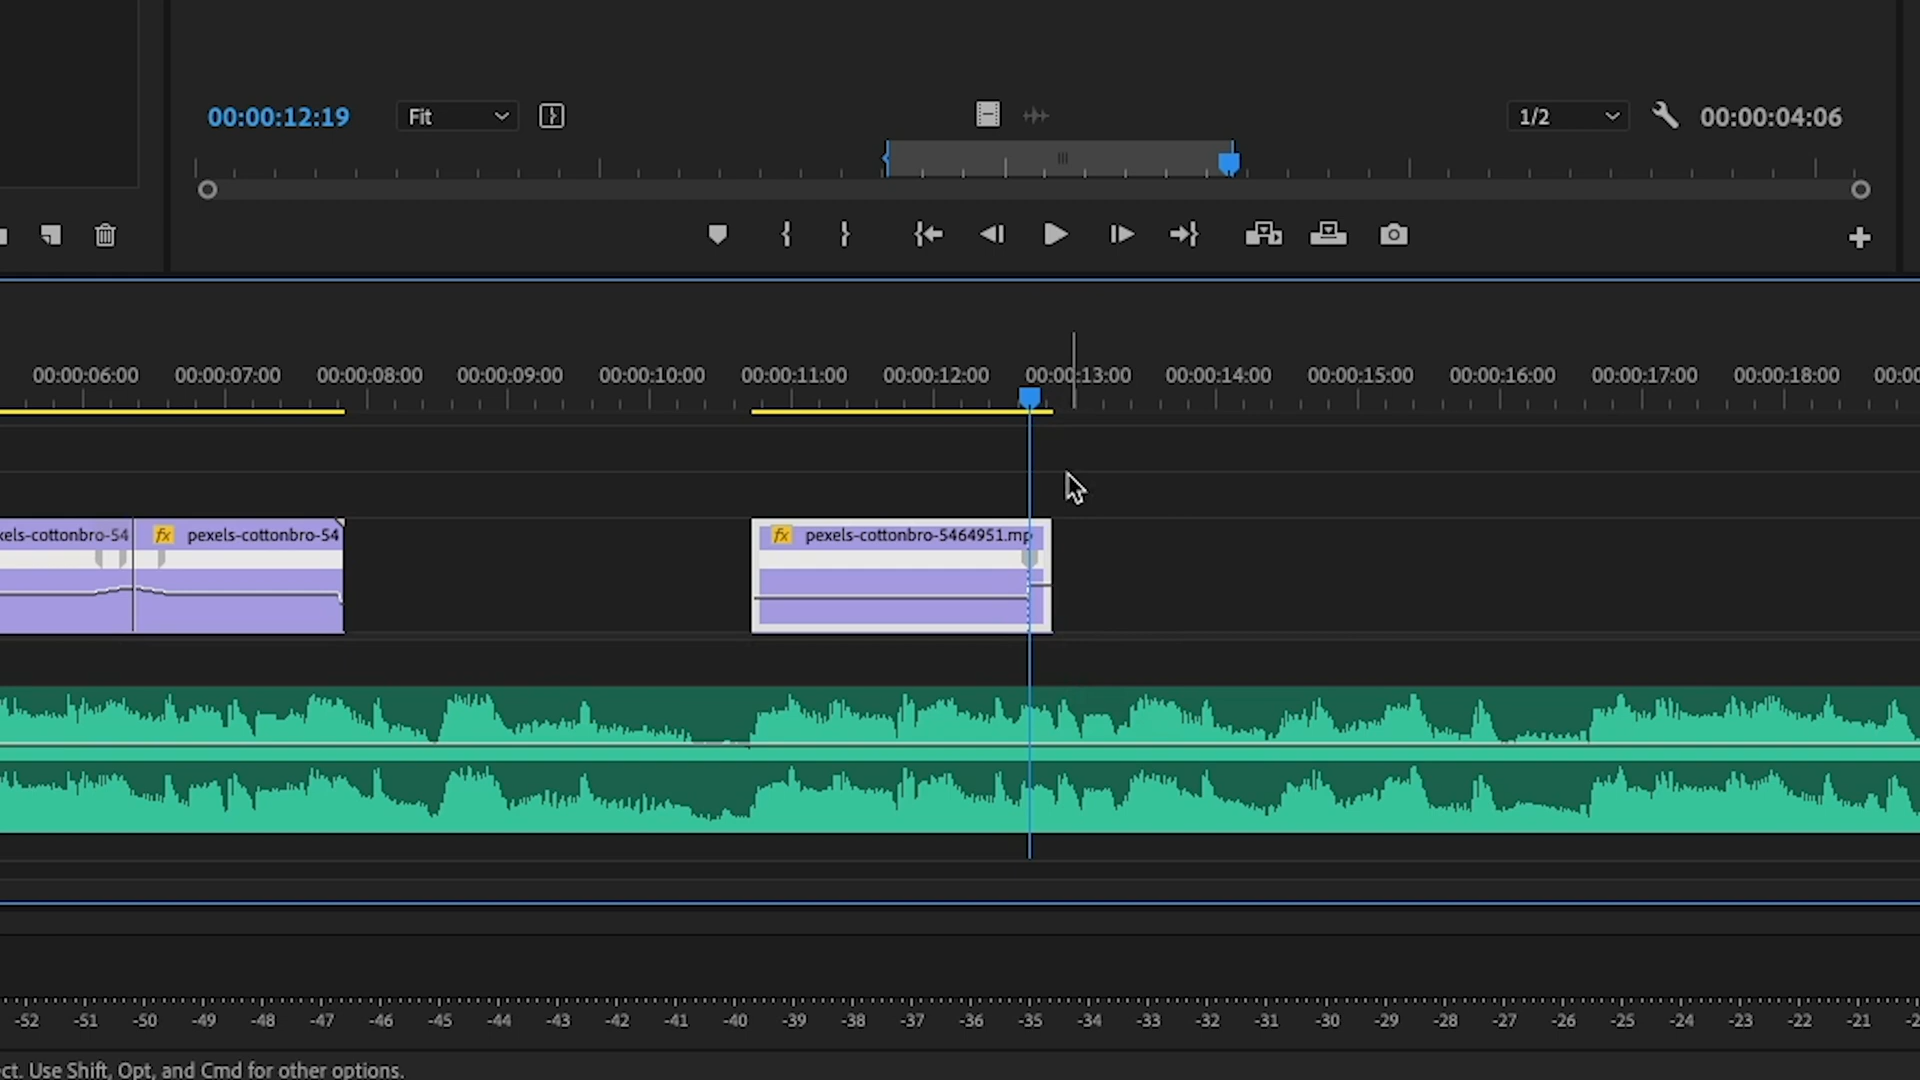 00:00:12:19 Fit 1/2 00:00:04:06
00:00:06:00 00:00:07:00 00:00:08:00 00:00:09:00 00:00:10:00 00:00:11:00 00:00:12:00 00:00:13:00 00:00:14:00 00:00:15:00 00:00:16:00 00:00:17:00 00:00:18:00 00:00
xels-cottonbro-54 fx pexels-cottonbro-54 fx pexels-cottonbro-5464951.mp
-52 -51 -50 -49 -48 -47 -46 -45 -44 -43 -42 -41 -40 -39 -38 -37 -36 -35 -34 -33 -32 -31 -30 -29 -28 -27 -26 -25 -24 -23 -22 -21 -2
ct. Use Shift, Opt, and Cmd for other options.